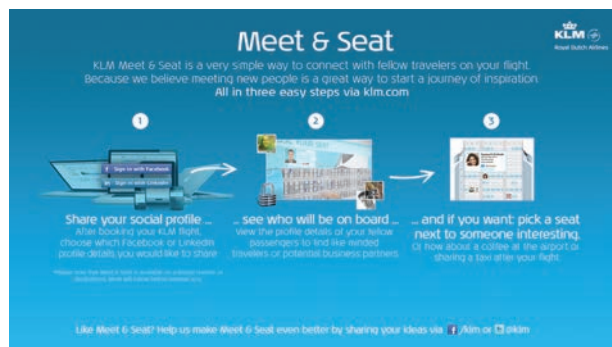 Meet & Seat
KLM
Royal Dutch Airlines
KLM Meet & Seat is a very simple way to connect with fellow travelers on your flight.
Because we believe meeting new people is a great way to start a journey of inspiration.
All in three easy steps via klm.com
1
2
3
Sign in with Facebook
Sign in with LinkedIn
Share your social profile ...
After booking your KLM flight,
choose which Facebook or LinkedIn
profile details you would like to share
... see who will be on board ...
View the profile details of your fellow
passengers to find like minded
travelers or potential business partners
... and if you want: pick a seat
next to someone interesting.
Or how about a coffee at the airport or
sharing a taxi after your flight.
Like Meet & Seat? Help us make Meet & Seat even better by sharing your ideas via f /klm or @klm